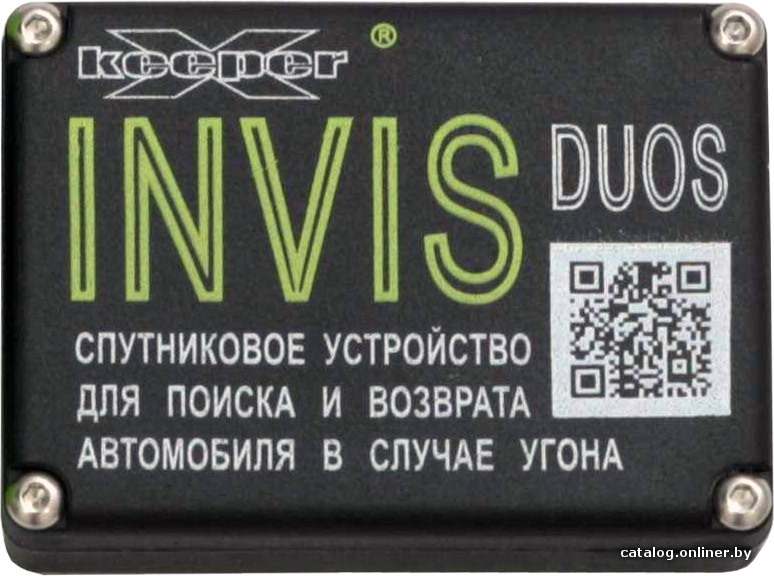 keeper ®
INVIS DUOS
СПУТНИКОВОЕ УСТРОЙСТВО
ДЛЯ ПОИСКА И ВОЗВРАТА
АВТОМОБИЛЯ В СЛУЧАЕ УГОНА
catalog.onliner.by